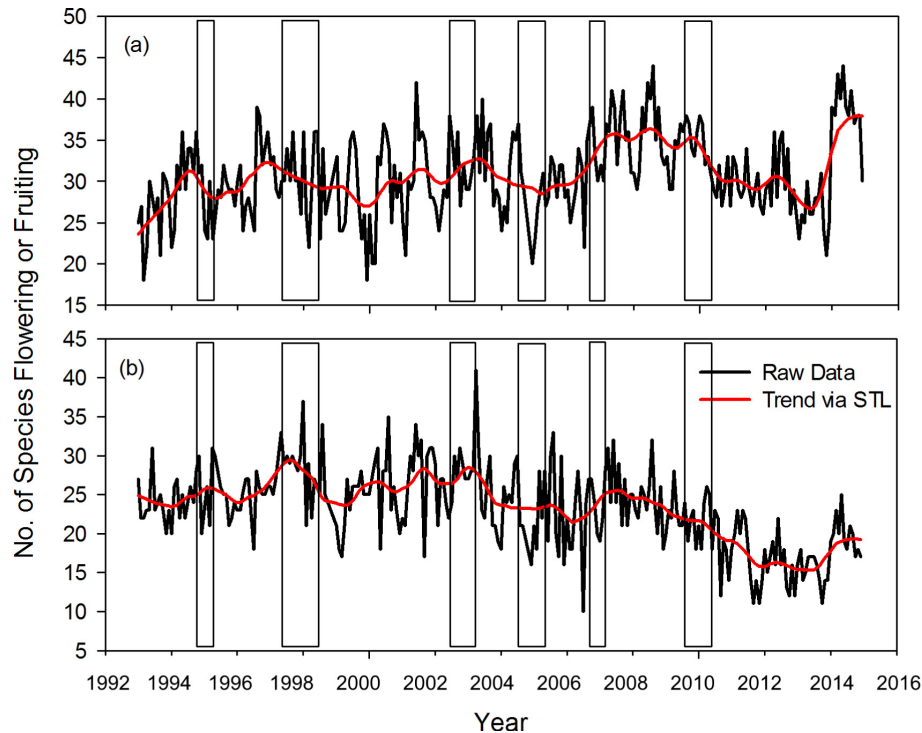 50
45
40
35
30
25
20
15
(a)
No. of Species Flowering or Fruiting
45
40
35
30
25
20
15
10
5
(b)
Raw Data
Trend via STL
1992 1994 1996 1998 2000 2002 2004 2006 2008 2010 2012 2014 2016
Year